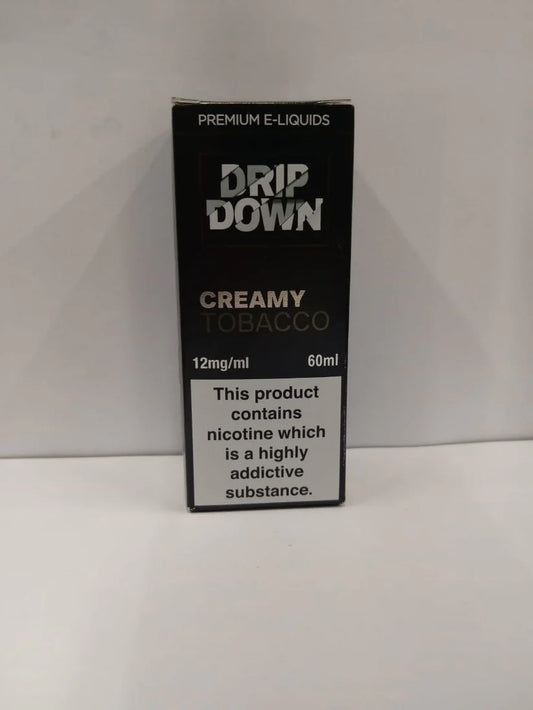 PREMIUM E-LIQUIDS
DRIP
DOWN
CREAMY
TOBACCO
12mg/ml 60ml
This product
contains
nicotine which
is a highly
addictive
substance.